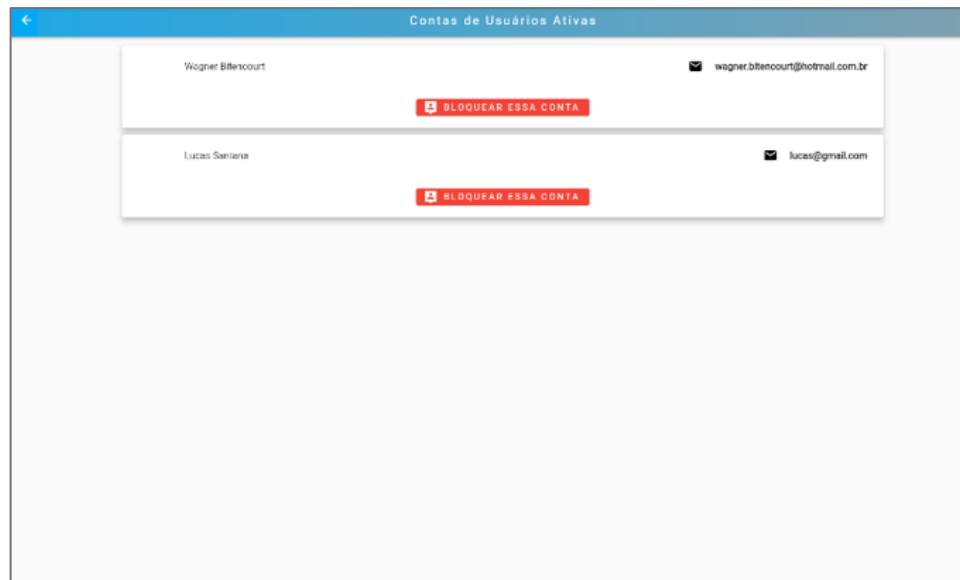 Contas de Usuários Ativas
Wagner Bitencourt wagner.bitencourt@hotmail.com.br
BLOQUEAR ESSA CONTA
Lucas Santana lucas@gmail.com
BLOQUEAR ESSA CONTA